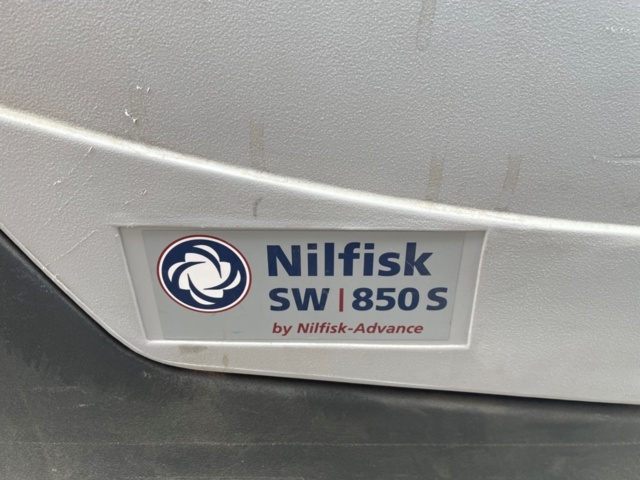 Nilfisk
SW | 850 S
by Nilfisk-Advance